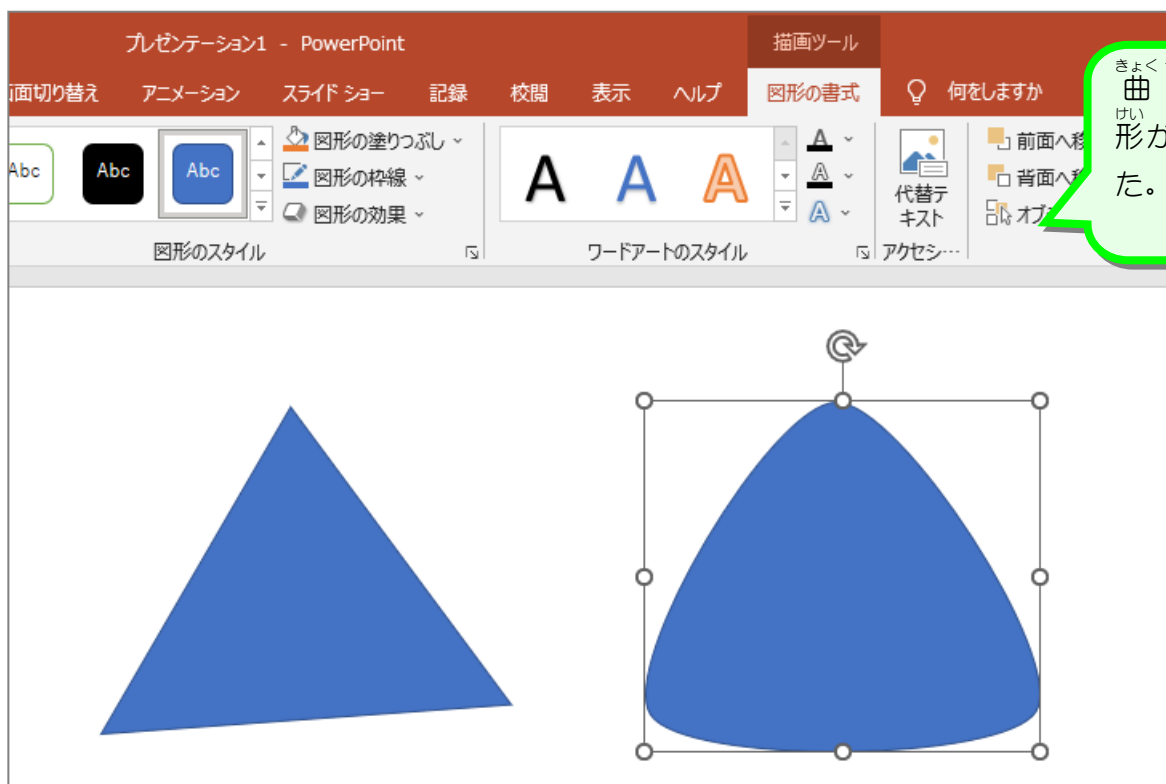 プレゼンテーション1 - PowerPoint
描画ツール
画面切り替え アニメーション スライド ショー 記録 校閲 表示 ヘルプ 図形の書式 何をしますか
Abc Abc Abc
図形の塗りつぶし
図形の枠線
図形の効果
図形のスタイル
A A A
A
A
A
ワードアートのスタイル
代替テ
キスト
アクセシ…
前面へ移
背面へ移
オブ
きょく
曲
けい
形が
た。